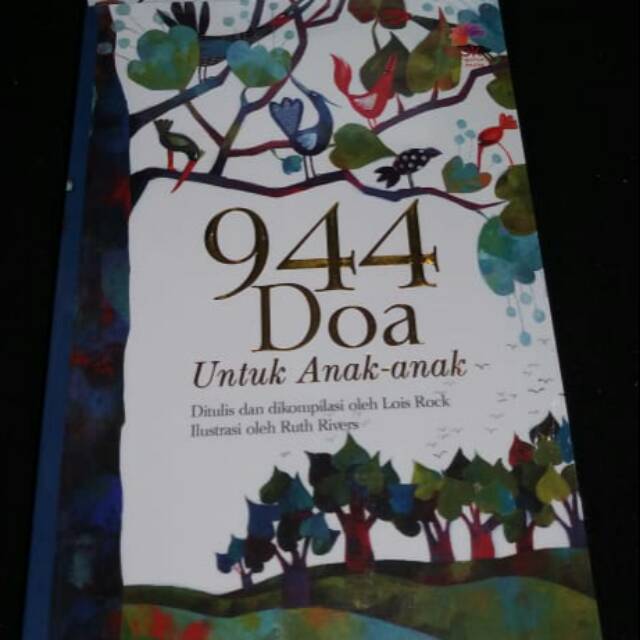 944
Doa
Untuk Anak-anak
Ditulis dan dikompilasi oleh Lois Rock
Ilustrasi oleh Ruth Rivers